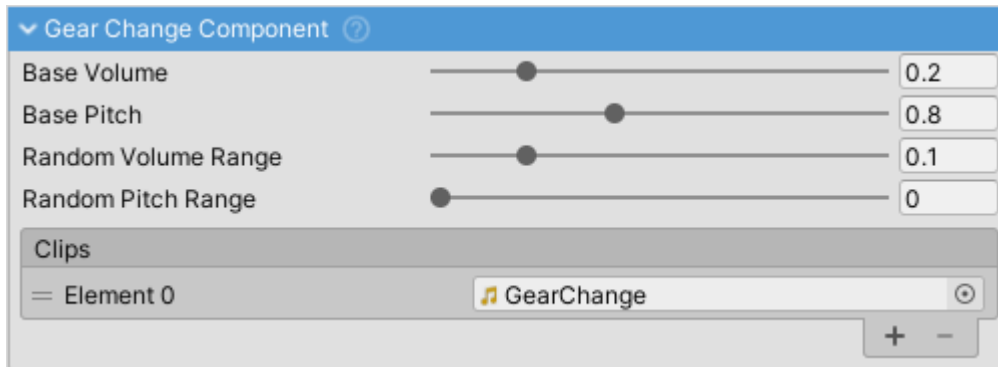 Gear Change Component ?
Base Volume 0.2
Base Pitch 0.8
Random Volume Range 0.1
Random Pitch Range 0
Clips
Element 0 GearChange